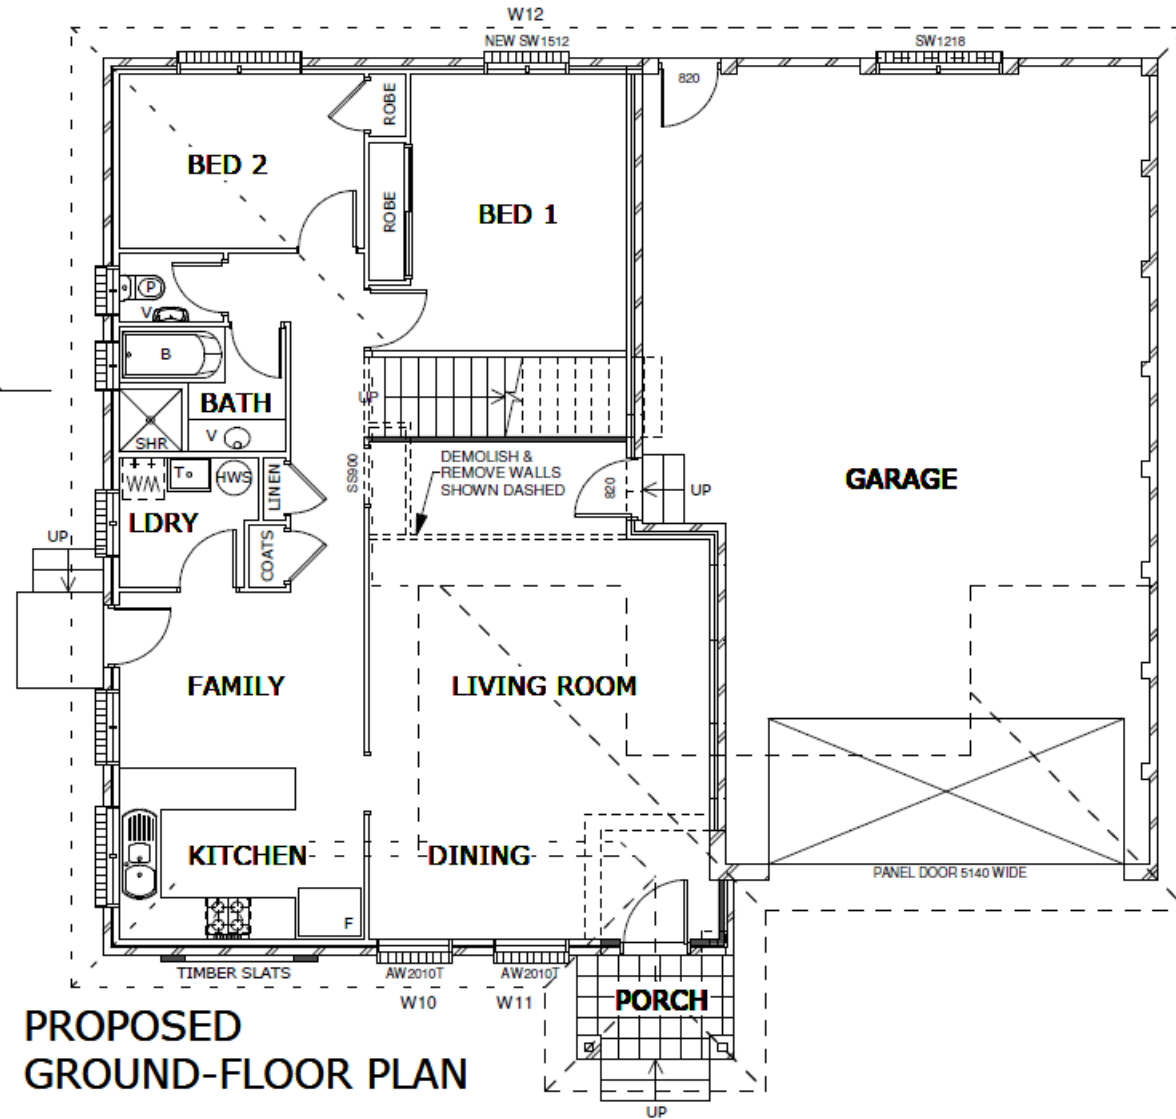 W12
NEW SW1512
SW1218
820
ROBE
BED 2
ROBE
BED 1
P
V
B
BATH
UP
SHR
V
DEMOLISH &
REMOVE WALLS
SHOWN DASHED
SS900
820
UP
GARAGE
WM
To
HWS
LINEN
LDRY
COATS
UP
FAMILY
LIVING ROOM
KITCHEN
DINING
PANEL DOOR 5140 WIDE
F
TIMBER SLATS
AW2010T
AW2010T
W10
W11
PORCH
PROPOSED
GROUND-FLOOR PLAN
UP